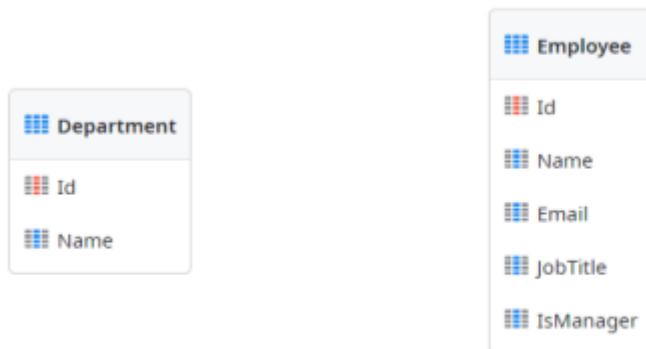 Department
Id
Name
Employee
Id
Name
Email
JobTitle
IsManager